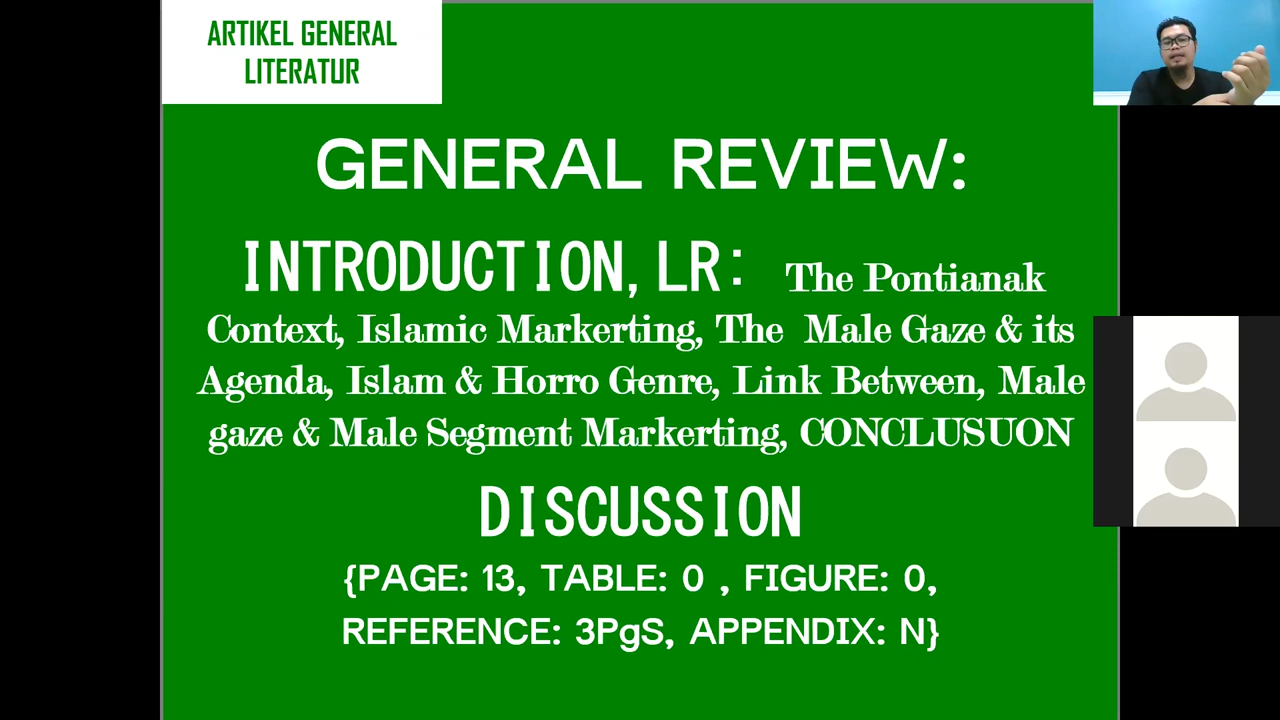 ARTIKEL GENERAL
LITERATUR
GENERAL REVIEW:
INTRODUCTION, LR: The Pontianak
Context, Islamic Markerting, The Male Gaze & its
Agenda, Islam & Horro Genre, Link Between, Male
gaze & Male Segment Markerting, CONCLUSUON
DISCUSSION
{PAGE: 13, TABLE: 0 , FIGURE: 0,
REFERENCE: 3PgS, APPENDIX: N}